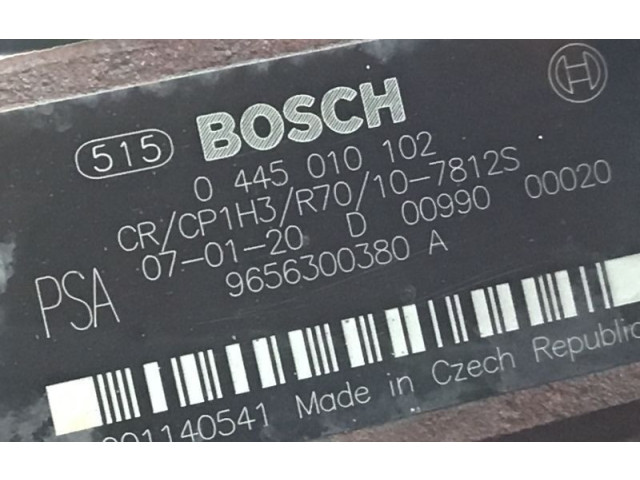 515 BOSCH
0 445 010 102
CR/CP1H3/R70/10-7812S
07-01-20 D 00990 00020
PSA 9656300380 A
Made in Czech Republic